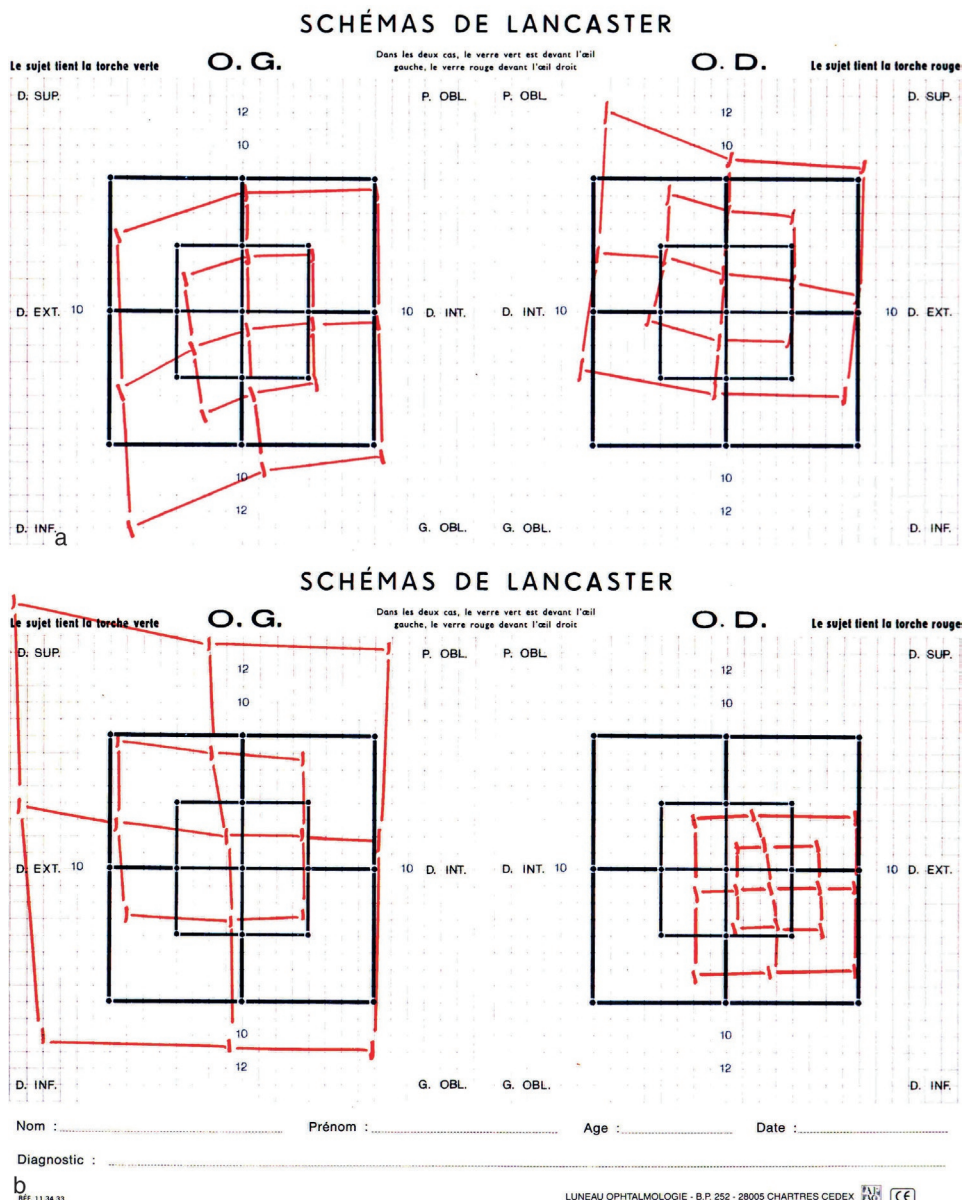 SCHÉMAS DE LANCASTER
Le sujet tient la torche verte
O. G.
Dans les deux cas, le verre vert est devant l'œil
gauche, le verre rouge devant l'œil droit
O. D.
Le sujet tient la torche rouge
D. SUP. P. OBL. P. OBL. D. SUP.
12 12
10 10
D. EXT. 10 10 D. INT. D. INT. 10 10 D. EXT.
10 10
12 12
D. INF. G. OBL. G. OBL. D. INF.
a
SCHÉMAS DE LANCASTER
Le sujet tient la torche verte
O. G.
Dans les deux cas, le verre vert est devant l'œil
gauche, le verre rouge devant l'œil droit
O. D.
Le sujet tient la torche rouge
D. SUP. P. OBL. P. OBL. D. SUP.
12 12
10 10
D. EXT. 10 10 D. INT. D. INT. 10 10 D. EXT.
10 10
12 12
D. INF. G. OBL. G. OBL. D. INF.
Nom : Prénom : Age : Date :
Diagnostic :
b
RÉF. 11.34.33
LUNEAU OPHTALMOLOGIE - B.P. 252 - 28005 CHARTRES CEDEX CE